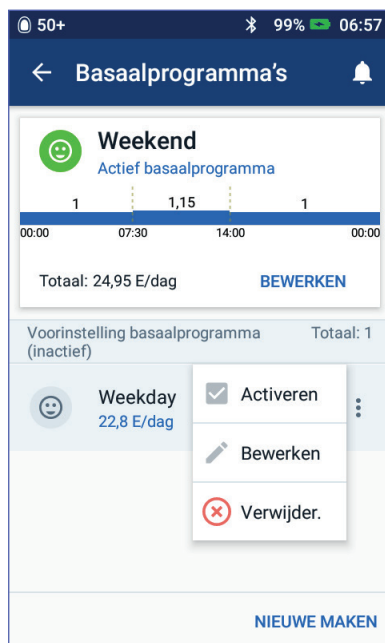 50+ 99% 06:57
Basaalprogramma's
Weekend
Actief basaalprogramma
1 1,15 1
00:00 07:30 14:00 00:00
Totaal: 24,95 E/dag BEWERKEN
Voorinstelling basaalprogramma Totaal: 1
(inactief)
Weekday
22,8 E/dag
Activeren
Bewerken
Verwijder.
NIEUWE MAKEN